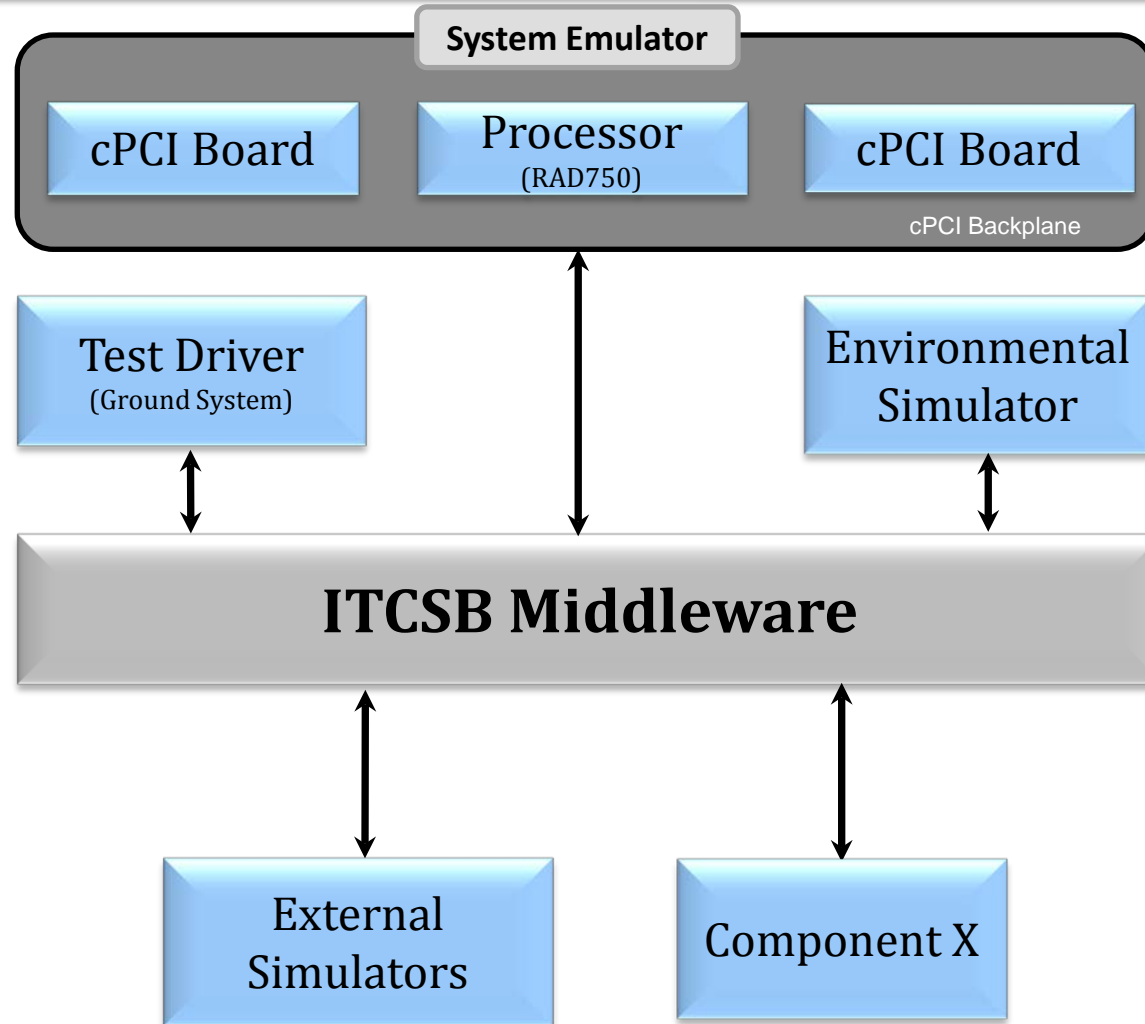 System Emulator
cPCI Board
Processor
(RAD750)
cPCI Board
cPCI Backplane
Test Driver
(Ground System)
Environmental
Simulator
ITCSB Middleware
External
Simulators
Component X